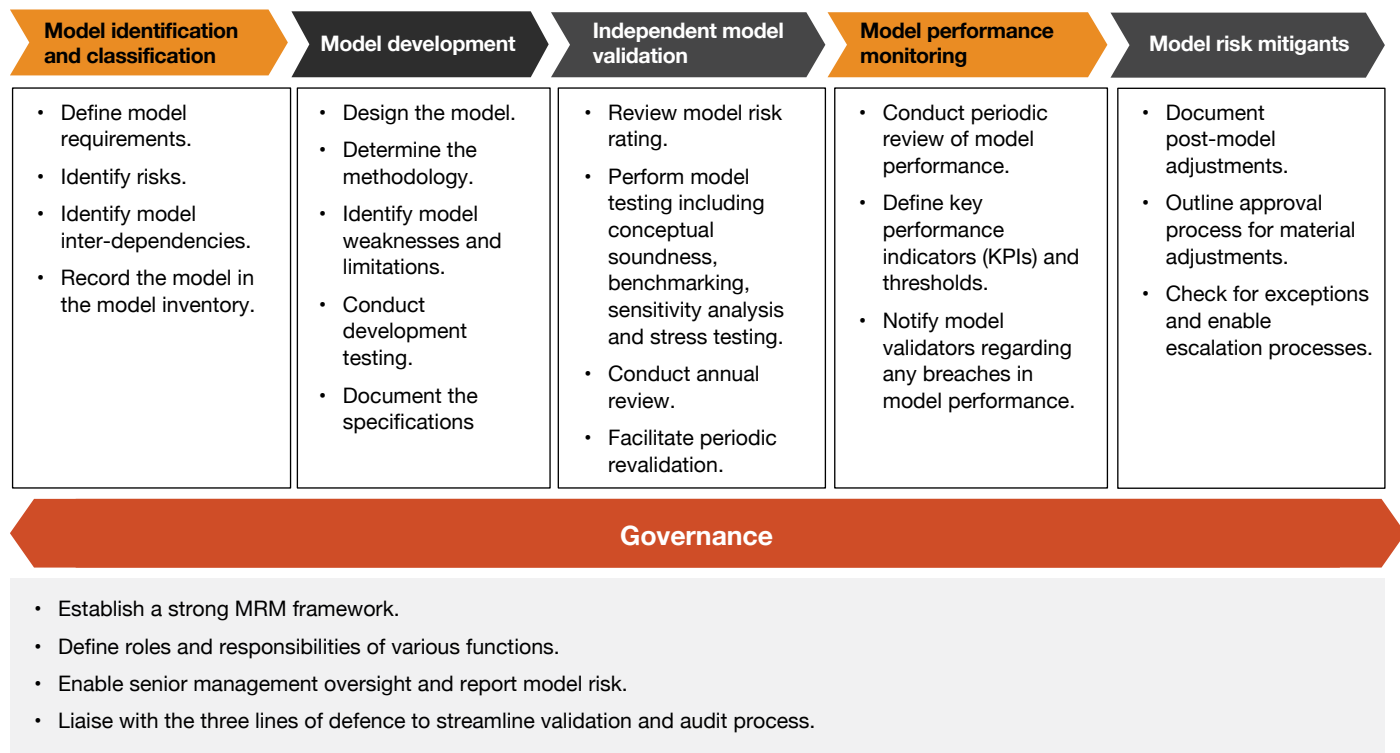 Model identification
and classification
• Define model
requirements.
• Identify risks.
• Identify model
inter-dependencies.
• Record the model in
the model inventory.
Model development
• Design the model.
• Determine the
methodology.
• Identify model
weaknesses and
limitations.
• Conduct
development
testing.
• Document the
specifications
Independent model
validation
• Review model risk
rating.
• Perform model
testing including
conceptual
soundness,
benchmarking,
sensitivity analysis
and stress testing.
• Conduct annual
review.
• Facilitate periodic
revalidation.
Model performance
monitoring
• Conduct periodic
review of model
performance.
• Define key
performance
indicators (KPIs) and
thresholds.
• Notify model
validators regarding
any breaches in
model performance.
Model risk mitigants
• Document
post-model
adjustments.
• Outline approval
process for material
adjustments.
• Check for exceptions
and enable
escalation processes.
Governance
• Establish a strong MRM framework.
• Define roles and responsibilities of various functions.
• Enable senior management oversight and report model risk.
• Liaise with the three lines of defence to streamline validation and audit process.